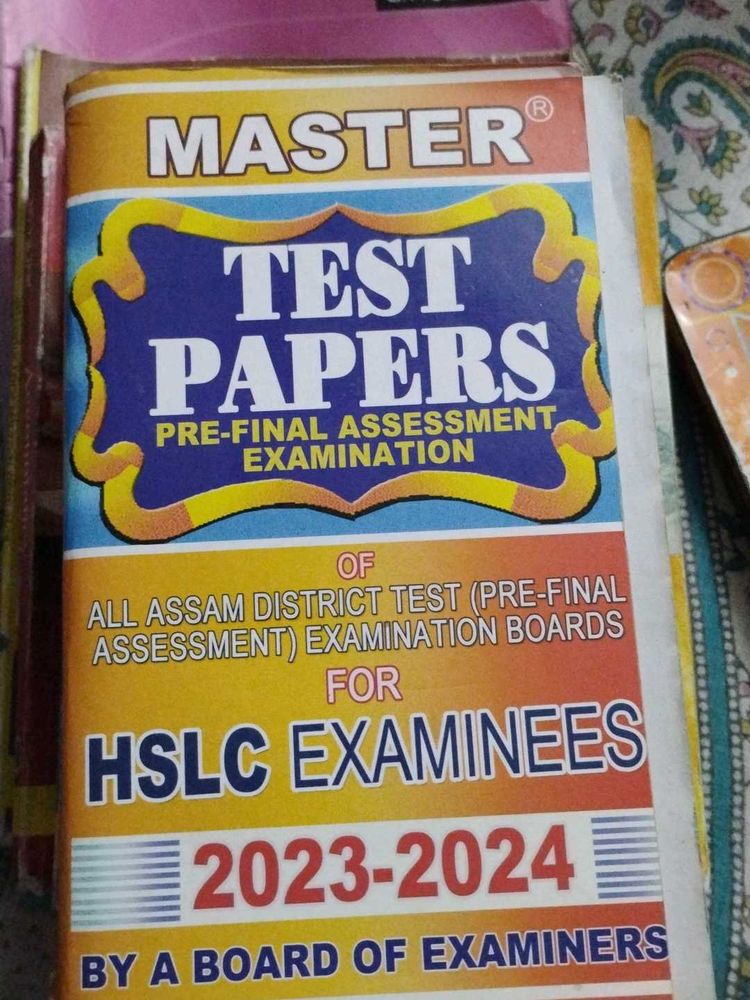 MASTER®
TEST
PAPERS
PRE-FINAL ASSESSMENT
EXAMINATION
OF
ALL ASSAM DISTRICT TEST (PRE-FINAL
ASSESSMENT) EXAMINATION BOARDS
FOR
HSLC EXAMINEES
2023-2024
BY A BOARD OF EXAMINERS